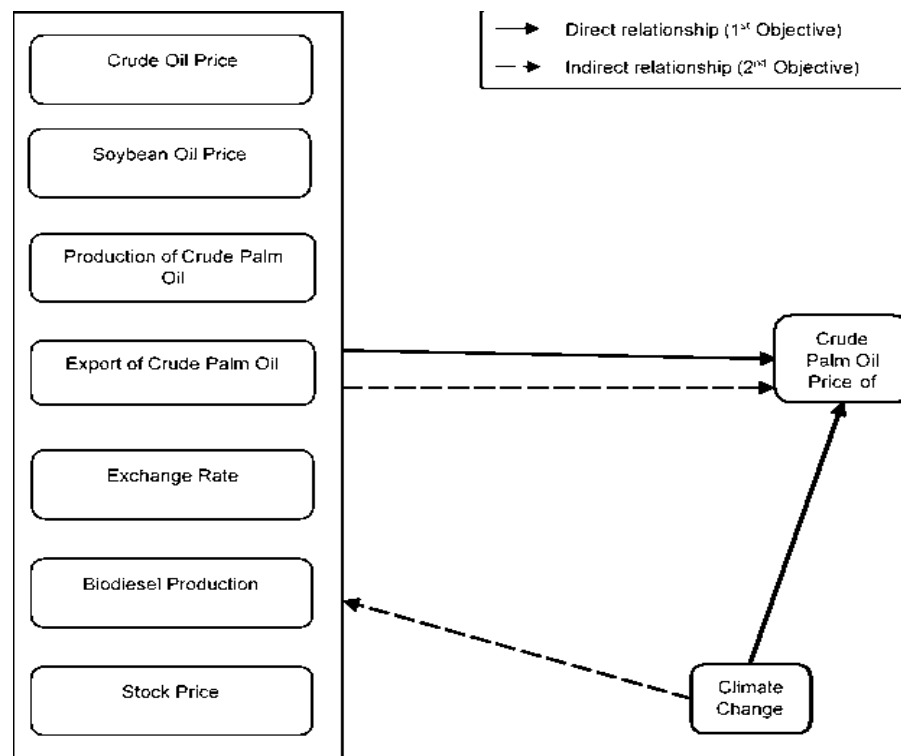 Direct relationship (1st Objective)
Indirect relationship (2nd Objective)
Crude Oil Price
Soybean Oil Price
Production of Crude Palm
Oil
Export of Crude Palm Oil
Exchange Rate
Biodiesel Production
Stock Price
Crude
Palm Oil
Price of
Climate
Change